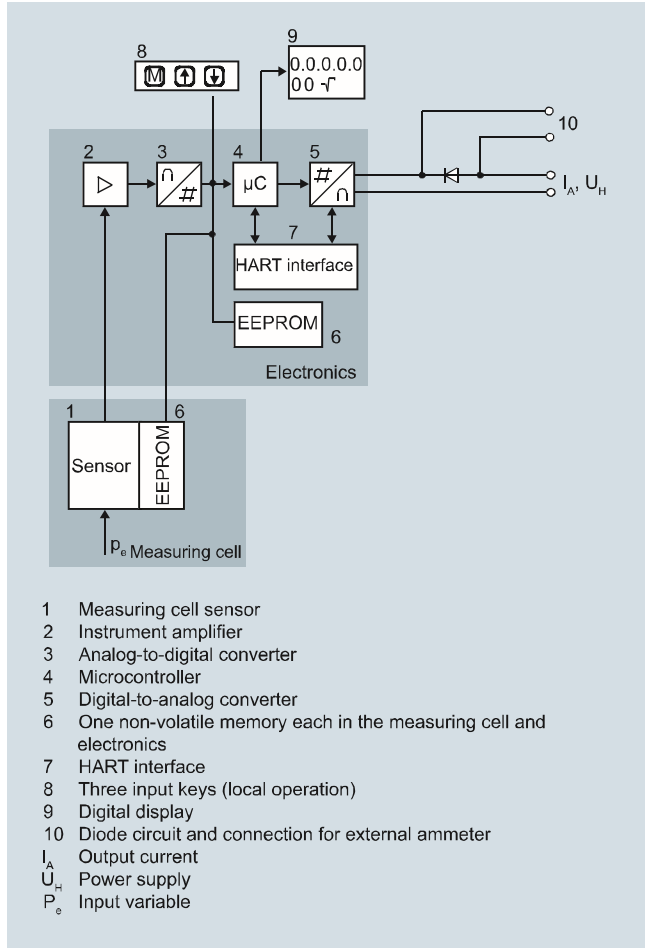 8
M
9
0.0.0.0.0
00 √
10
2
3
4
5
∩
#
µC
#
∩
I_A, U_H
7
HART interface
EEPROM
6
Electronics
1
6
Sensor
EEPROM
p_e Measuring cell
1 Measuring cell sensor
2 Instrument amplifier
3 Analog-to-digital converter
4 Microcontroller
5 Digital-to-analog converter
6 One non-volatile memory each in the measuring cell and
electronics
7 HART interface
8 Three input keys (local operation)
9 Digital display
10 Diode circuit and connection for external ammeter
I_A Output current
U_H Power supply
P_e Input variable